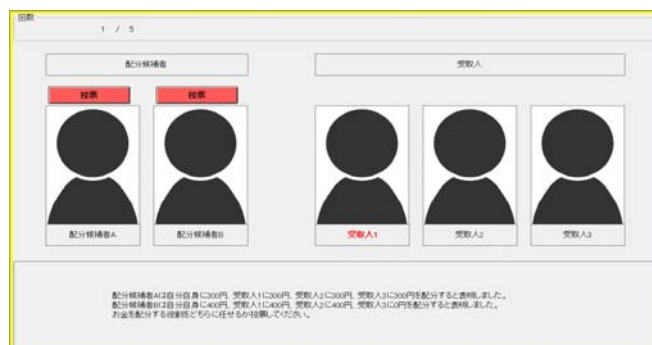 回数
1 / 5
配分候補者
受取人
投票
投票
配分候補者A
配分候補者B
受取人1
受取人2
受取人3
配分候補者Aは自分自身に300円, 受取人1に300円, 受取人2に300円, 受取人3に300円を配分すると表明しました。
配分候補者Bは自分自身に400円, 受取人1に400円, 受取人2に400円, 受取人3に0円を配分すると表明しました。
お金を配分する役割をどちらに任せるか投票してください。